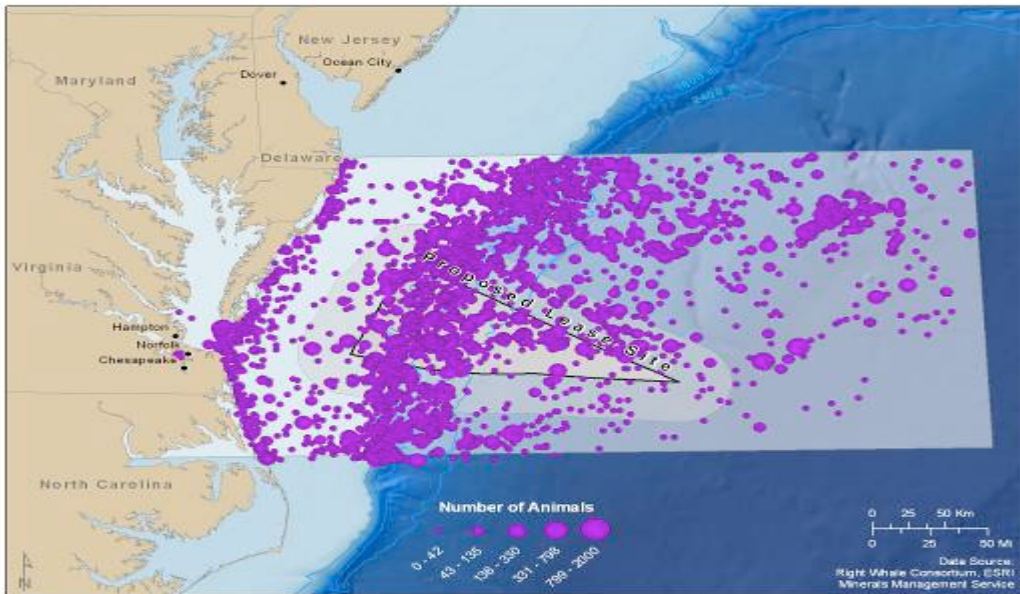 New Jersey
Ocean City
Dover
Maryland
Delaware
Virginia
Proposed Lease Site
Hampton
Norfolk
Chesapeake
North Carolina
Number of Animals
0 - 42
43 - 135
136 - 330
331 - 798
799 - 2000
0 25 50 Km
0 25 50 Mi
N
Data Source:
Right Whale Consortium, ESRI
Minerals Management Service